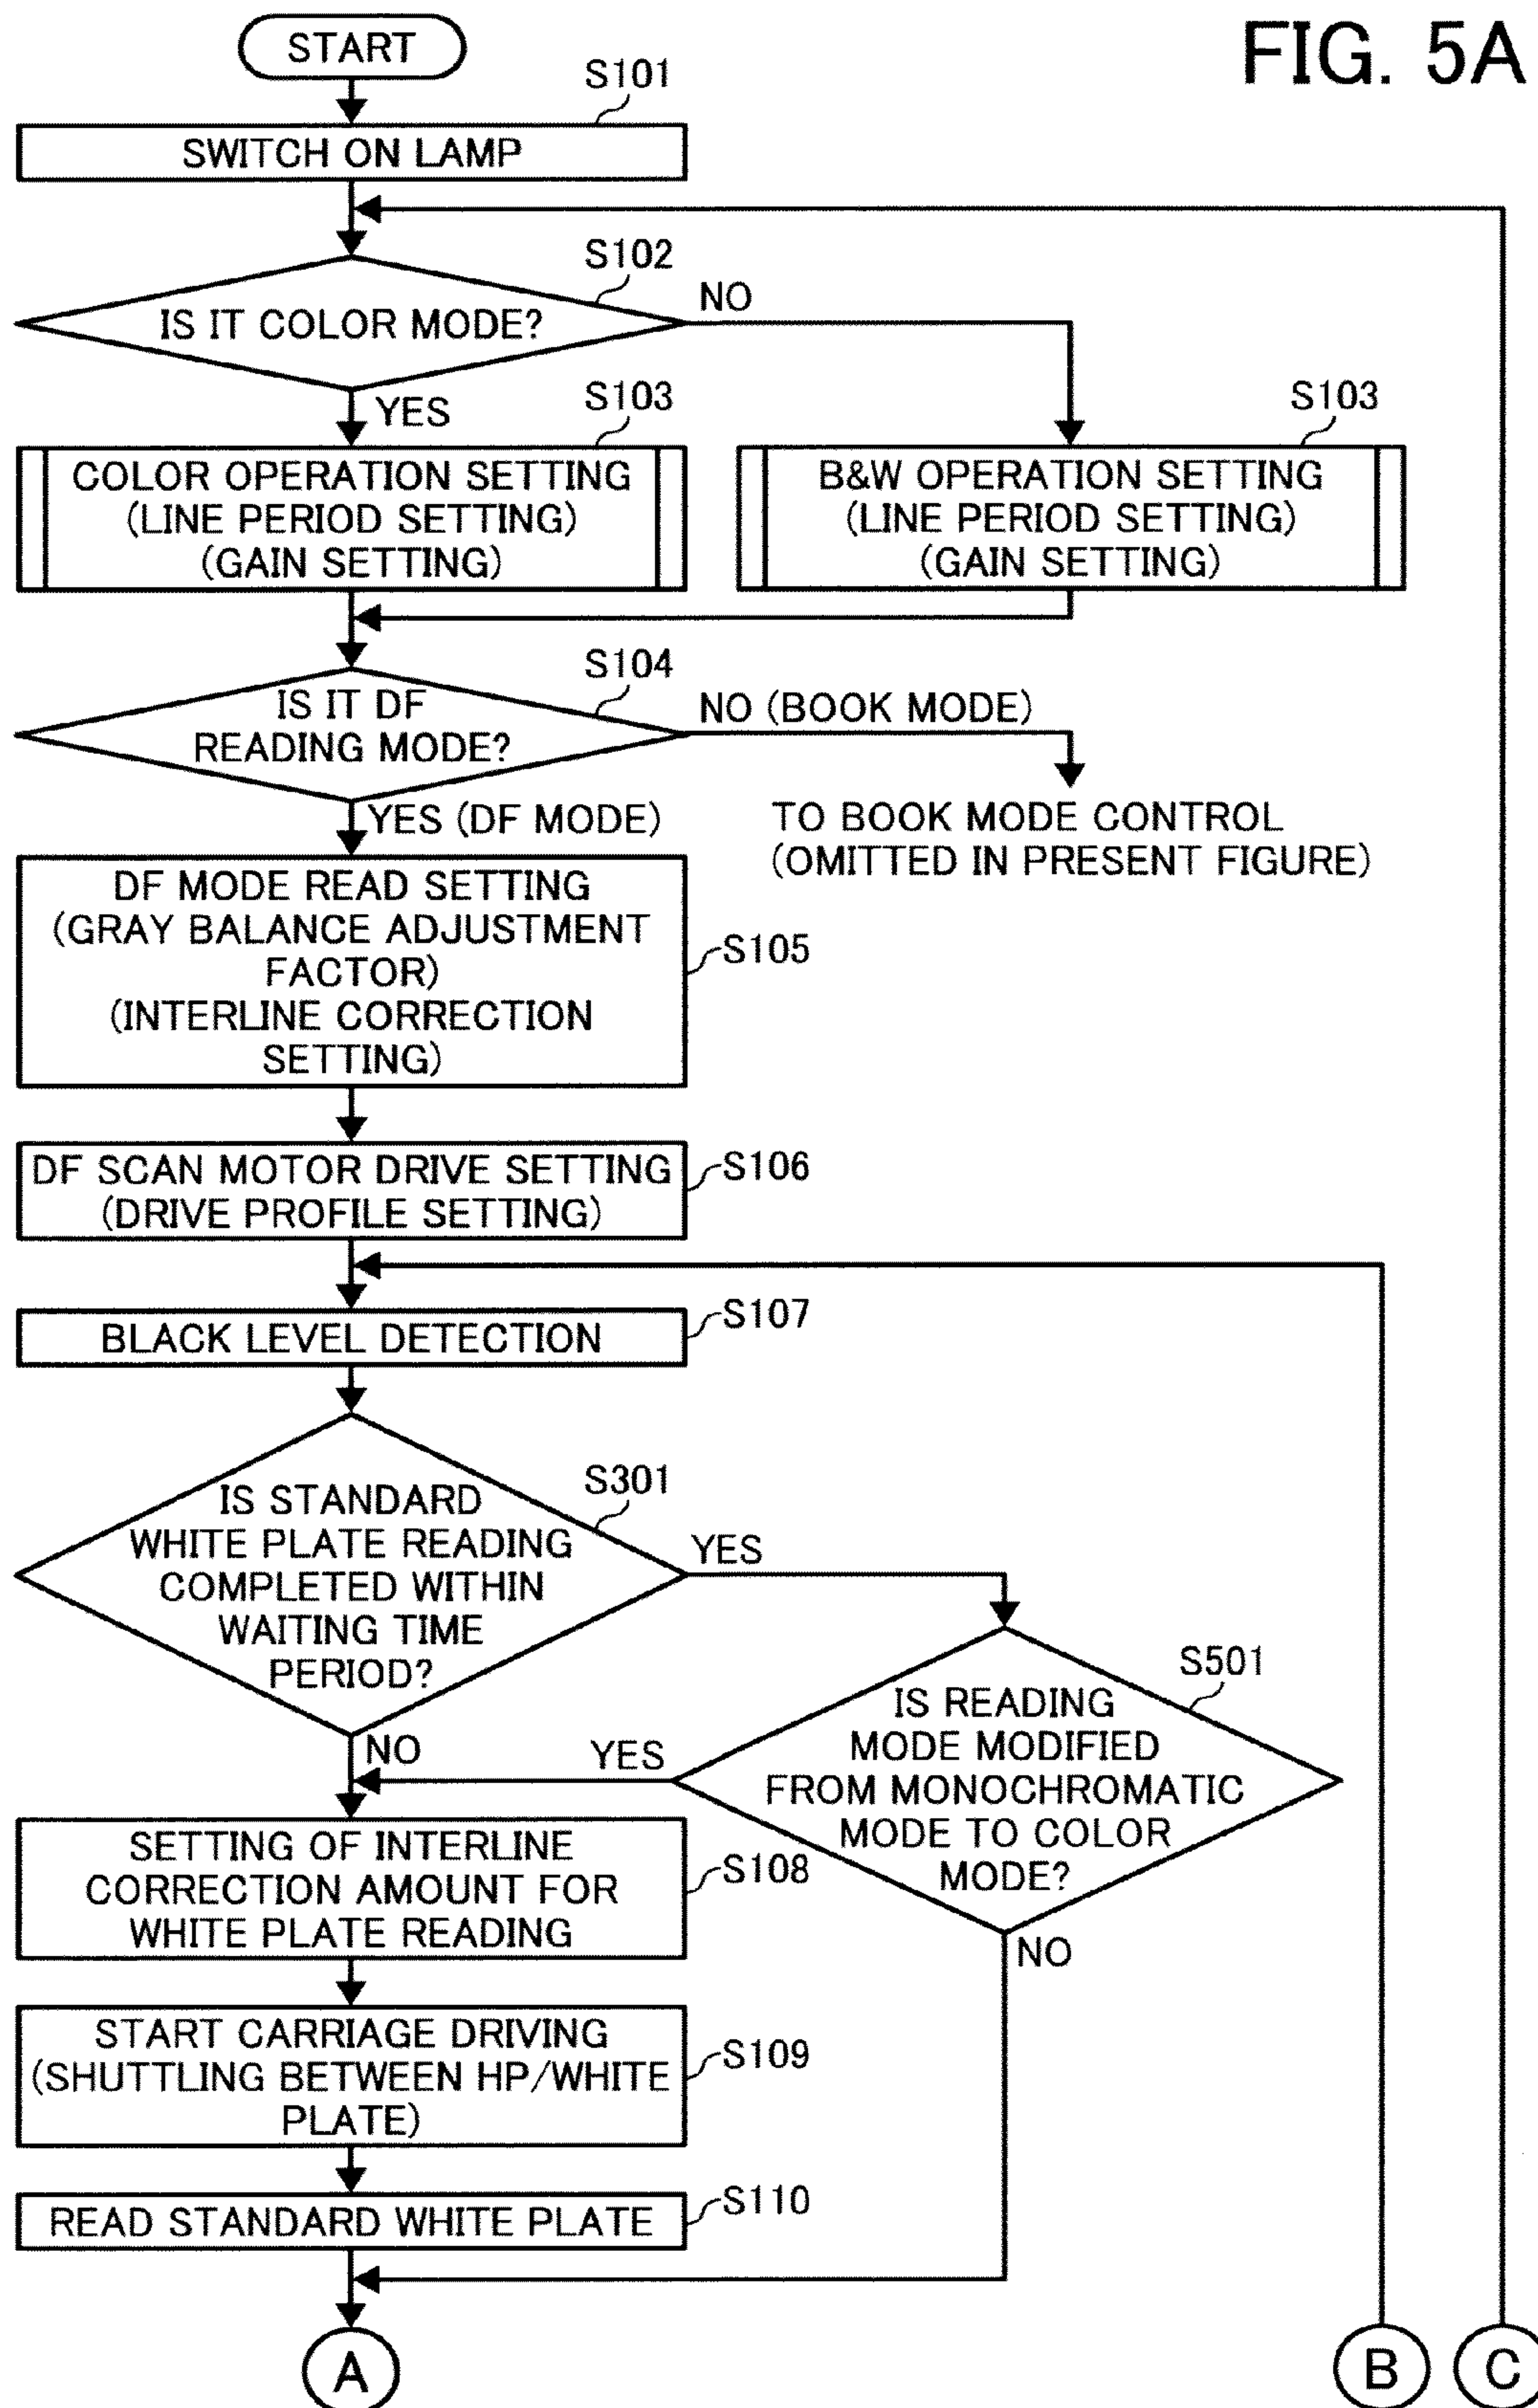 FIG. 5A
START
S101
SWITCH ON LAMP
S102
IS IT COLOR MODE?
NO
YES
S103
COLOR OPERATION SETTING
(LINE PERIOD SETTING)
(GAIN SETTING)
S103
B&W OPERATION SETTING
(LINE PERIOD SETTING)
(GAIN SETTING)
S104
IS IT DF
READING MODE?
NO (BOOK MODE)
YES (DF MODE)
TO BOOK MODE CONTROL
(OMITTED IN PRESENT FIGURE)
DF MODE READ SETTING
(GRAY BALANCE ADJUSTMENT
FACTOR)
(INTERLINE CORRECTION
SETTING)
S105
DF SCAN MOTOR DRIVE SETTING
(DRIVE PROFILE SETTING)
S106
BLACK LEVEL DETECTION
S107
IS STANDARD
WHITE PLATE READING
COMPLETED WITHIN
WAITING TIME
PERIOD?
S301
YES
NO
S501
IS READING
MODE MODIFIED
FROM MONOCHROMATIC
MODE TO COLOR
MODE?
YES
NO
SETTING OF INTERLINE
CORRECTION AMOUNT FOR
WHITE PLATE READING
S108
START CARRIAGE DRIVING
(SHUTTLING BETWEEN HP/WHITE
PLATE)
S109
READ STANDARD WHITE PLATE
S110
A
B
C